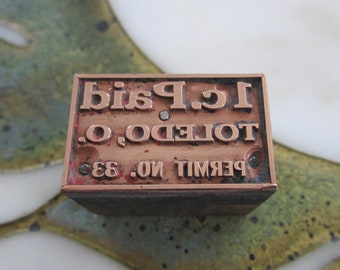 1c. Paid
TOLEDO, O.
PERMIT NO. 33